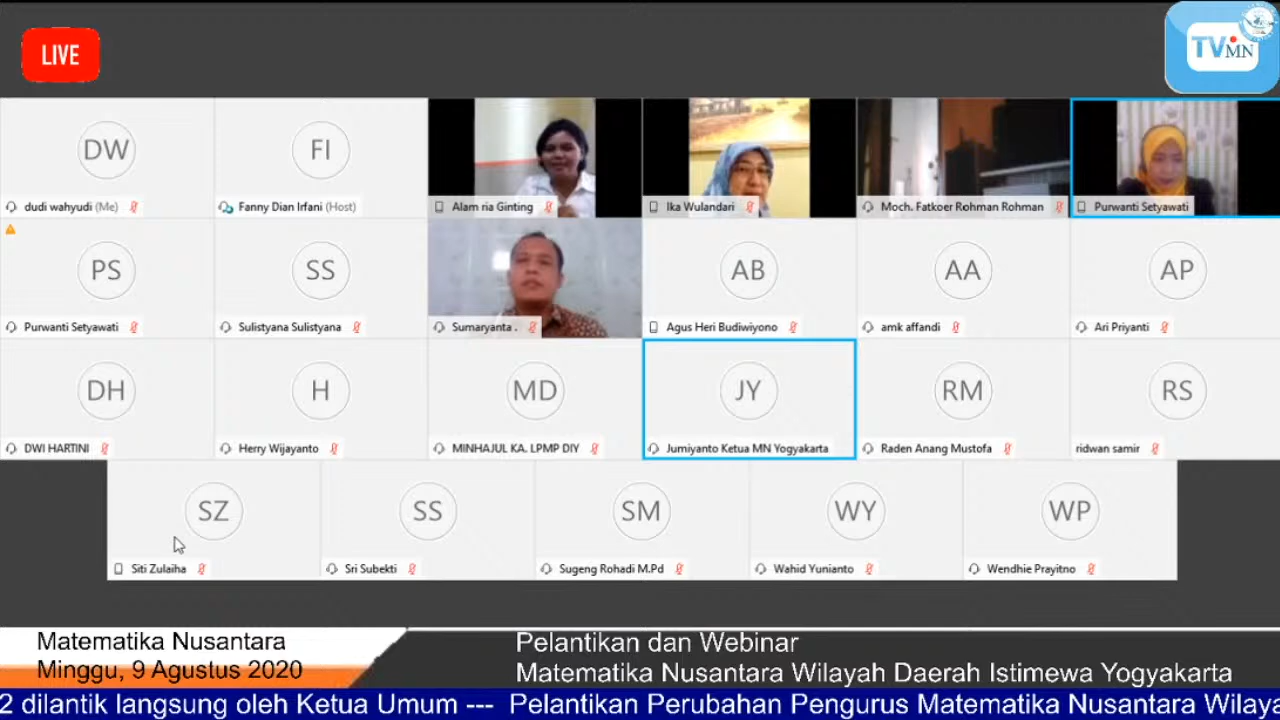 LIVE
TVMN
DW
FI
dudi wahyudi (Me)
Fanny Dian Irfani (Host)
Alam ria Ginting
Ika Wulandari
Moch. Fatkoer Rohman Rohman
Purwanti Setyawati
PS
SS
AB
AA
AP
Purwanti Setyawati
Sulistyana Sulistyana
Sumaryanta .
Agus Heri Budiwiyono
amk affandi
Ari Priyanti
DH
H
MD
JY
RM
RS
DWI HARTINI
Herry Wijayanto
MINHAJUL KA. LPMP DIY
Jumiyanto Ketua MN Yogyakarta
Raden Anang Mustofa
ridwan samir
SZ
SS
SM
WY
WP
Siti Zulaiha
Sri Subekti
Sugeng Rohadi M.Pd
Wahid Yunianto
Wendhie Prayitno
Matematika Nusantara
Minggu, 9 Agustus 2020
Pelantikan dan Webinar
Matematika Nusantara Wilayah Daerah Istimewa Yogyakarta
2 dilantik langsung oleh Ketua Umum --- Pelantikan Perubahan Pengurus Matematika Nusantara Wilaya